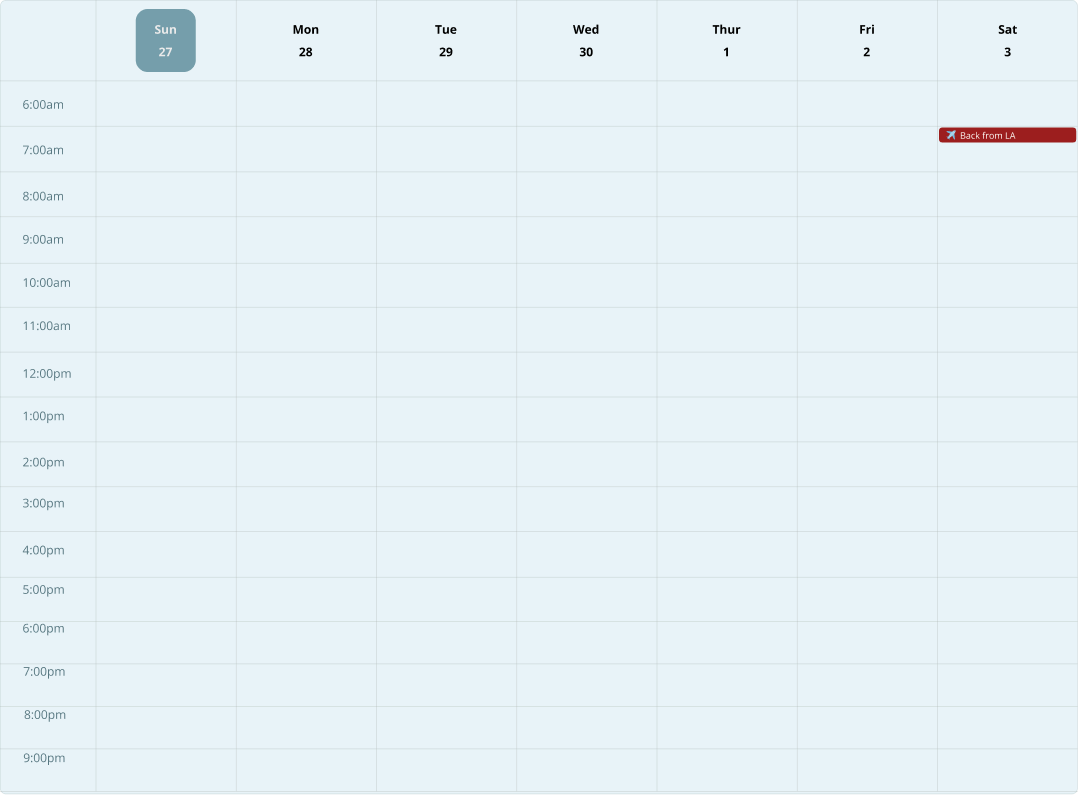 Sun Mon Tue Wed Thur Fri Sat
27 28 29 30 1 2 3
6:00am
✈️ Back from LA
7:00am
8:00am
9:00am
10:00am
11:00am
12:00pm
1:00pm
2:00pm
3:00pm
4:00pm
5:00pm
6:00pm
7:00pm
8:00pm
9:00pm